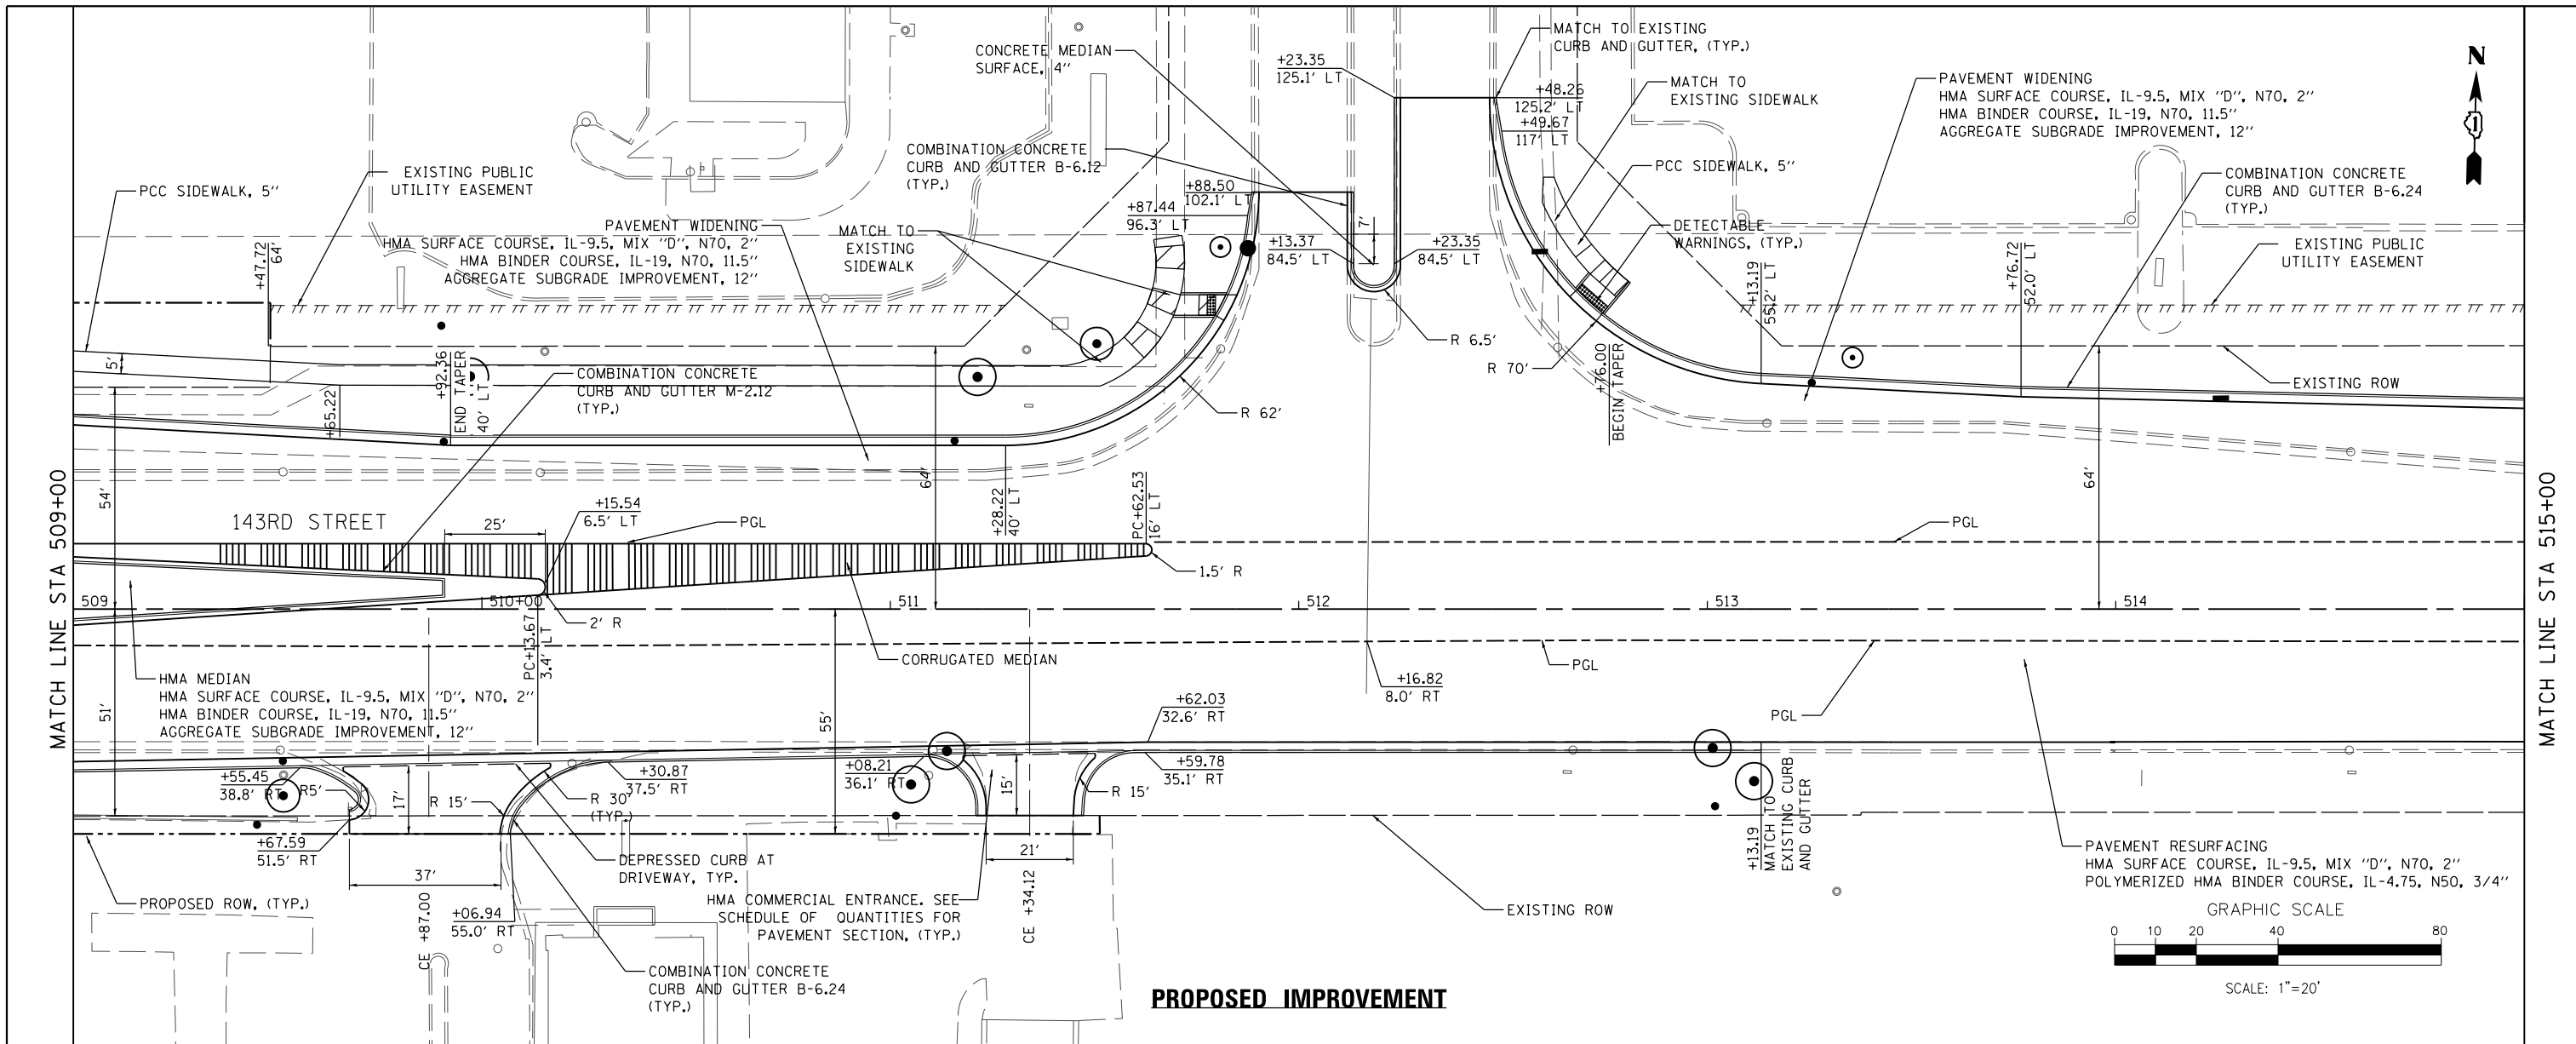 CONCRETE MEDIAN
SURFACE, 4"
+23.35
125.1' LT
MATCH TO EXISTING
CURB AND GUTTER, (TYP.)
+48.26
125.2' LT
+49.67
117' LT
MATCH TO
EXISTING SIDEWALK
PAVEMENT WIDENING
HMA SURFACE COURSE, IL-9.5, MIX "D", N70, 2"
HMA BINDER COURSE, IL-19, N70, 11.5"
AGGREGATE SUBGRADE IMPROVEMENT, 12"
N
PCC SIDEWALK, 5"
EXISTING PUBLIC
UTILITY EASEMENT
COMBINATION CONCRETE
CURB AND GUTTER B-6.12
(TYP.)
+88.50
102.1' LT
+87.44
96.3' LT
PCC SIDEWALK, 5"
COMBINATION CONCRETE
CURB AND GUTTER B-6.24
(TYP.)
PAVEMENT WIDENING
HMA SURFACE COURSE, IL-9.5, MIX "D", N70, 2"
HMA BINDER COURSE, IL-19, N70, 11.5"
AGGREGATE SUBGRADE IMPROVEMENT, 12"
MATCH TO
EXISTING
SIDEWALK
+13.37
84.5' LT
7'
+23.35
84.5' LT
DETECTABLE
WARNINGS, (TYP.)
EXISTING PUBLIC
UTILITY EASEMENT
+47.72
64'
+13.19
55.2' LT
+76.72
52.0' LT
5'
+65.22
+92.36
END TAPER
40' LT
COMBINATION CONCRETE
CURB AND GUTTER M-2.12
(TYP.)
R 62'
R 6.5'
R 70'
+76.00
BEGIN TAPER
EXISTING ROW
MATCH LINE STA 509+00
54'
143RD STREET
25'
+15.54
6.5' LT
PGL
64'
+28.22
40' LT
PC+62.53
16' LT
1.5' R
PGL
64'
MATCH LINE STA 515+00
509
510+00
511
512
513
514
2' R
PC+13.67
3.4' LT
CORRUGATED MEDIAN
PGL
HMA MEDIAN
HMA SURFACE COURSE, IL-9.5, MIX "D", N70, 2"
HMA BINDER COURSE, IL-19, N70, 11.5"
AGGREGATE SUBGRADE IMPROVEMENT, 12"
51'
55'
+62.03
32.6' RT
+16.82
8.0' RT
PGL
+55.45
38.8' RT
R5'
17'
R 15'
R 30'
(TYP.)
+30.87
37.5' RT
+08.21
36.1' RT
15'
R 15'
+59.78
35.1' RT
+13.19
MATCH TO
EXISTING CURB
AND GUTTER
+67.59
51.5' RT
37'
DEPRESSED CURB AT
DRIVEWAY, TYP.
21'
PAVEMENT RESURFACING
HMA SURFACE COURSE, IL-9.5, MIX "D", N70, 2"
POLYMERIZED HMA BINDER COURSE, IL-4.75, N50, 3/4"
PROPOSED ROW, (TYP.)
CE +87.00
+06.94
55.0' RT
HMA COMMERCIAL ENTRANCE. SEE
SCHEDULE OF QUANTITIES FOR
PAVEMENT SECTION, (TYP.)
CE +34.12
EXISTING ROW
COMBINATION CONCRETE
CURB AND GUTTER B-6.24
(TYP.)
GRAPHIC SCALE
0 10 20 40 80
SCALE: 1"=20'
PROPOSED IMPROVEMENT